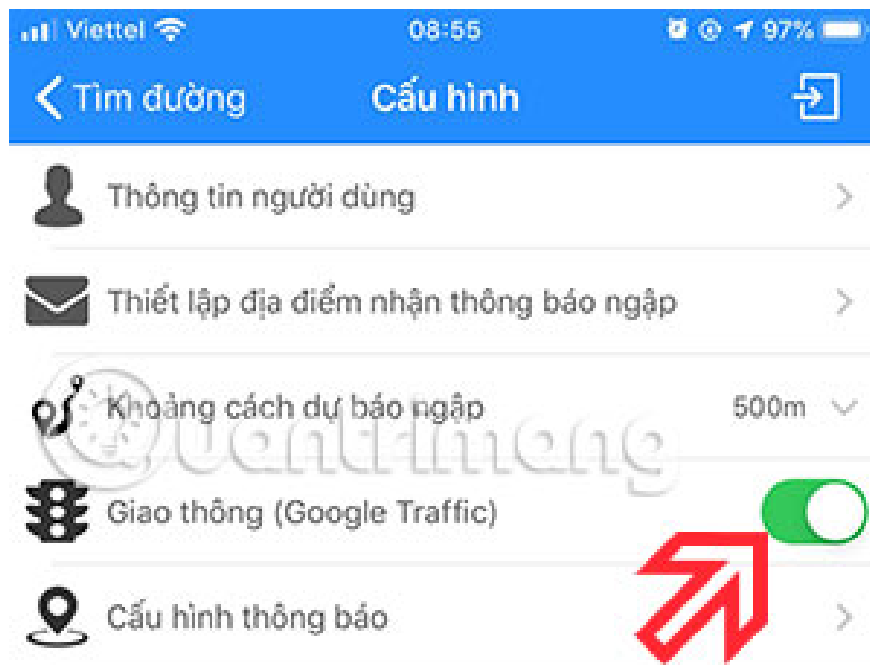 Viettel 08:55 97%
Tìm đường Cấu hình
Thông tin người dùng
Thiết lập địa điểm nhận thông báo ngập
Khoảng cách dự báo ngập 500m
Quantrimang
Giao thông (Google Traffic)
Cấu hình thông báo